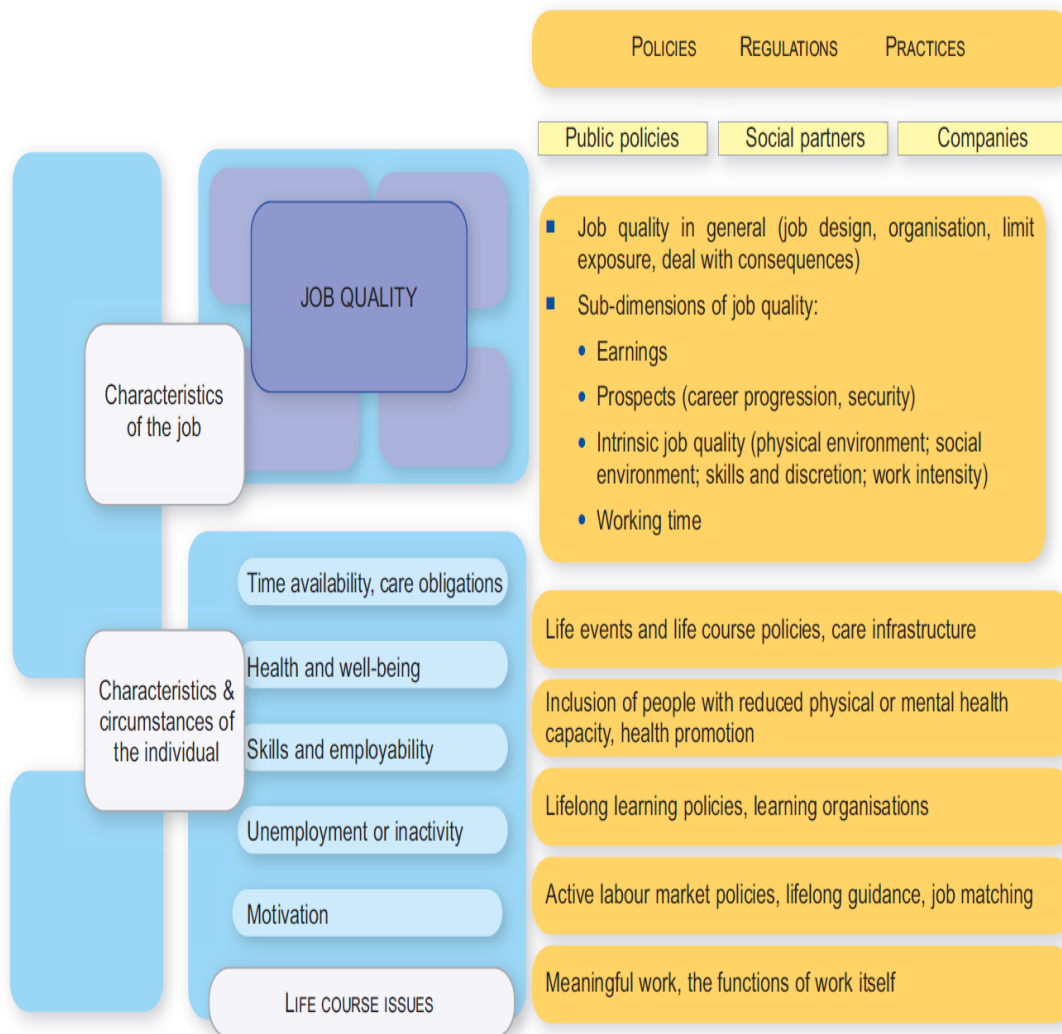 POLICIES REGULATIONS PRACTICES
Public policies
Social partners
Companies
JOB QUALITY
Characteristics
of the job
Job quality in general (job design, organisation, limit
exposure, deal with consequences)
Sub-dimensions of job quality:
Earnings
Prospects (career progression, security)
Intrinsic job quality (physical environment; social
environment; skills and discretion; work intensity)
Working time
Characteristics &
circumstances of
the individual
Time availability, care obligations
Health and well-being
Skills and employability
Unemployment or inactivity
Motivation
LIFE COURSE ISSUES
Life events and life course policies, care infrastructure
Inclusion of people with reduced physical or mental health
capacity, health promotion
Lifelong learning policies, learning organisations
Active labour market policies, lifelong guidance, job matching
Meaningful work, the functions of work itself